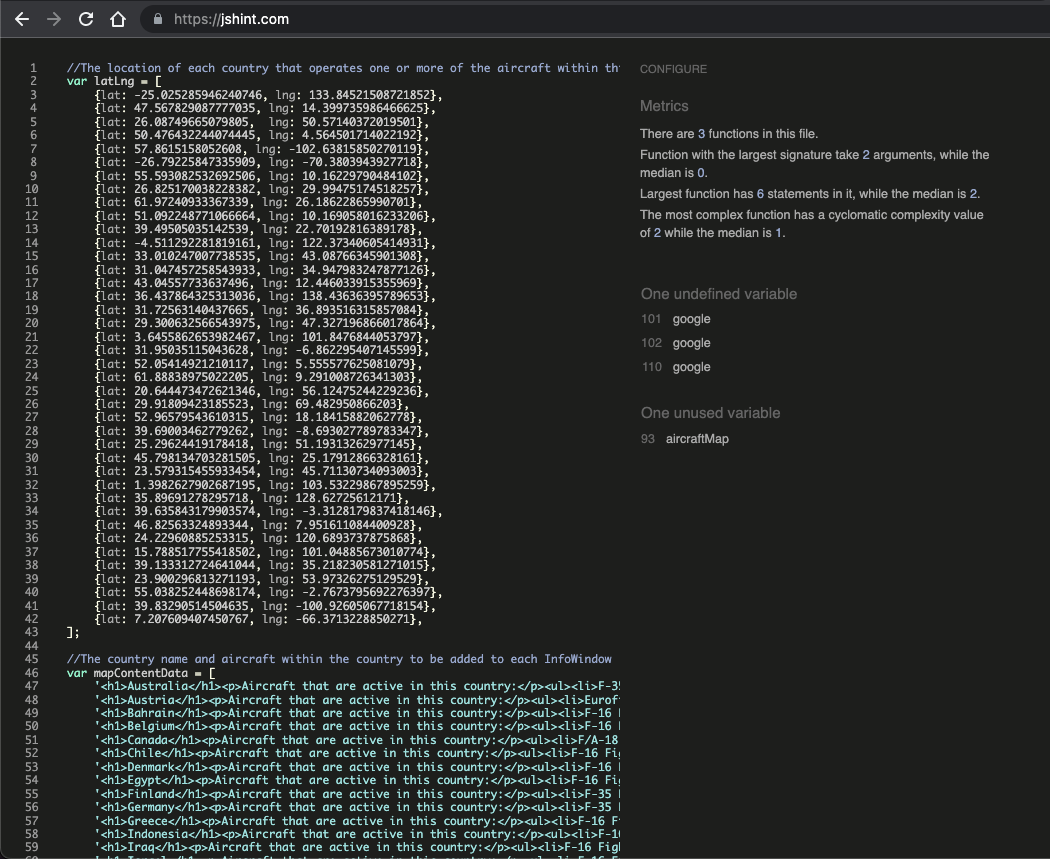 https://jshint.com
1 //The location of each country that operates one or more of the aircraft within th
2 var latLng = [
3 {lat: -25.025285946240746, lng: 133.84521508721852},
4 {lat: 47.567829087777035, lng: 14.399735986466625},
5 {lat: 26.08749665079805, lng: 50.57140372019501},
6 {lat: 50.476432244074445, lng: 4.564501714022192},
7 {lat: 57.8615158052608, lng: -102.63815850270119},
8 {lat: -26.79225847335909, lng: -70.3803943927718},
9 {lat: 55.593082532692506, lng: 10.16229790484102},
10 {lat: 26.825170038228382, lng: 29.99475174518257},
11 {lat: 61.97240933367339, lng: 26.18622865990701},
12 {lat: 51.092248771066664, lng: 10.169058016233206},
13 {lat: 39.49505035142539, lng: 22.70192816389178},
14 {lat: -4.511292281819161, lng: 122.37340605414931},
15 {lat: 33.010247007738535, lng: 43.08766345901308},
16 {lat: 31.047457258543933, lng: 34.947983247877126},
17 {lat: 43.04557733637496, lng: 12.446033915355969},
18 {lat: 36.437864325313036, lng: 138.43636395789653},
19 {lat: 31.72563140437665, lng: 36.893516315857084},
20 {lat: 29.300632566543975, lng: 47.327196866017864},
21 {lat: 3.6455862653982467, lng: 101.8476844053797},
22 {lat: 31.95035115043628, lng: -6.862295407145599},
23 {lat: 52.05414921210117, lng: 5.555577625081079},
24 {lat: 61.88838975022205, lng: 9.291008726341303},
25 {lat: 20.644473472621346, lng: 56.12475244229236},
26 {lat: 29.91809423185523, lng: 69.482950866203},
27 {lat: 52.96579543610315, lng: 18.18415882062778},
28 {lat: 39.69003462779262, lng: -8.693027789783347},
29 {lat: 25.29624419178418, lng: 51.19313262977145},
30 {lat: 45.798134703281505, lng: 25.17912866328161},
31 {lat: 23.579315455933454, lng: 45.71130734093003},
32 {lat: 1.3982627902687195, lng: 103.53229867895259},
33 {lat: 35.89691278295718, lng: 128.62725612171},
34 {lat: 39.635843179903574, lng: -3.3128179837418146},
35 {lat: 46.82563324893344, lng: 7.951611084400928},
36 {lat: 24.22960885253315, lng: 120.6893737875868},
37 {lat: 15.788517755418502, lng: 101.04885673010774},
38 {lat: 39.133312724641044, lng: 35.218230581271015},
39 {lat: 23.900296813271193, lng: 53.97326275129529},
40 {lat: 55.038252448698174, lng: -2.7673795692276397},
41 {lat: 39.83290514504635, lng: -100.92605067718154},
42 {lat: 7.207609407450767, lng: -66.3713228850271},
43 ];
44
45 //The country name and aircraft within the country to be added to each InfoWindow
46 var mapContentData = [
47 '<h1>Australia</h1><p>Aircraft that are active in this country:</p><ul><li>F-35
48 '<h1>Austria</h1><p>Aircraft that are active in this country:</p><ul><li>Eurof
49 '<h1>Bahrain</h1><p>Aircraft that are active in this country:</p><ul><li>F-16
50 '<h1>Belgium</h1><p>Aircraft that are active in this country:</p><ul><li>F-16
51 '<h1>Canada</h1><p>Aircraft that are active in this country:</p><ul><li>F/A-18
52 '<h1>Chile</h1><p>Aircraft that are active in this country:</p><ul><li>F-16 Fig
53 '<h1>Denmark</h1><p>Aircraft that are active in this country:</p><ul><li>F-16
54 '<h1>Egypt</h1><p>Aircraft that are active in this country:</p><ul><li>F-16 Fig
55 '<h1>Finland</h1><p>Aircraft that are active in this country:</p><ul><li>F-35
56 '<h1>Germany</h1><p>Aircraft that are active in this country:</p><ul><li>F-35
57 '<h1>Greece</h1><p>Aircraft that are active in this country:</p><ul><li>F-16 F
58 '<h1>Indonesia</h1><p>Aircraft that are active in this country:</p><ul><li>F-16
59 '<h1>Iraq</h1><p>Aircraft that are active in this country:</p><ul><li>F-16 Figh
CONFIGURE
Metrics
There are 3 functions in this file.
Function with the largest signature take 2 arguments, while the
median is 0.
Largest function has 6 statements in it, while the median is 2.
The most complex function has a cyclomatic complexity value
of 2 while the median is 1.
One undefined variable
101 google
102 google
110 google
One unused variable
93 aircraftMap